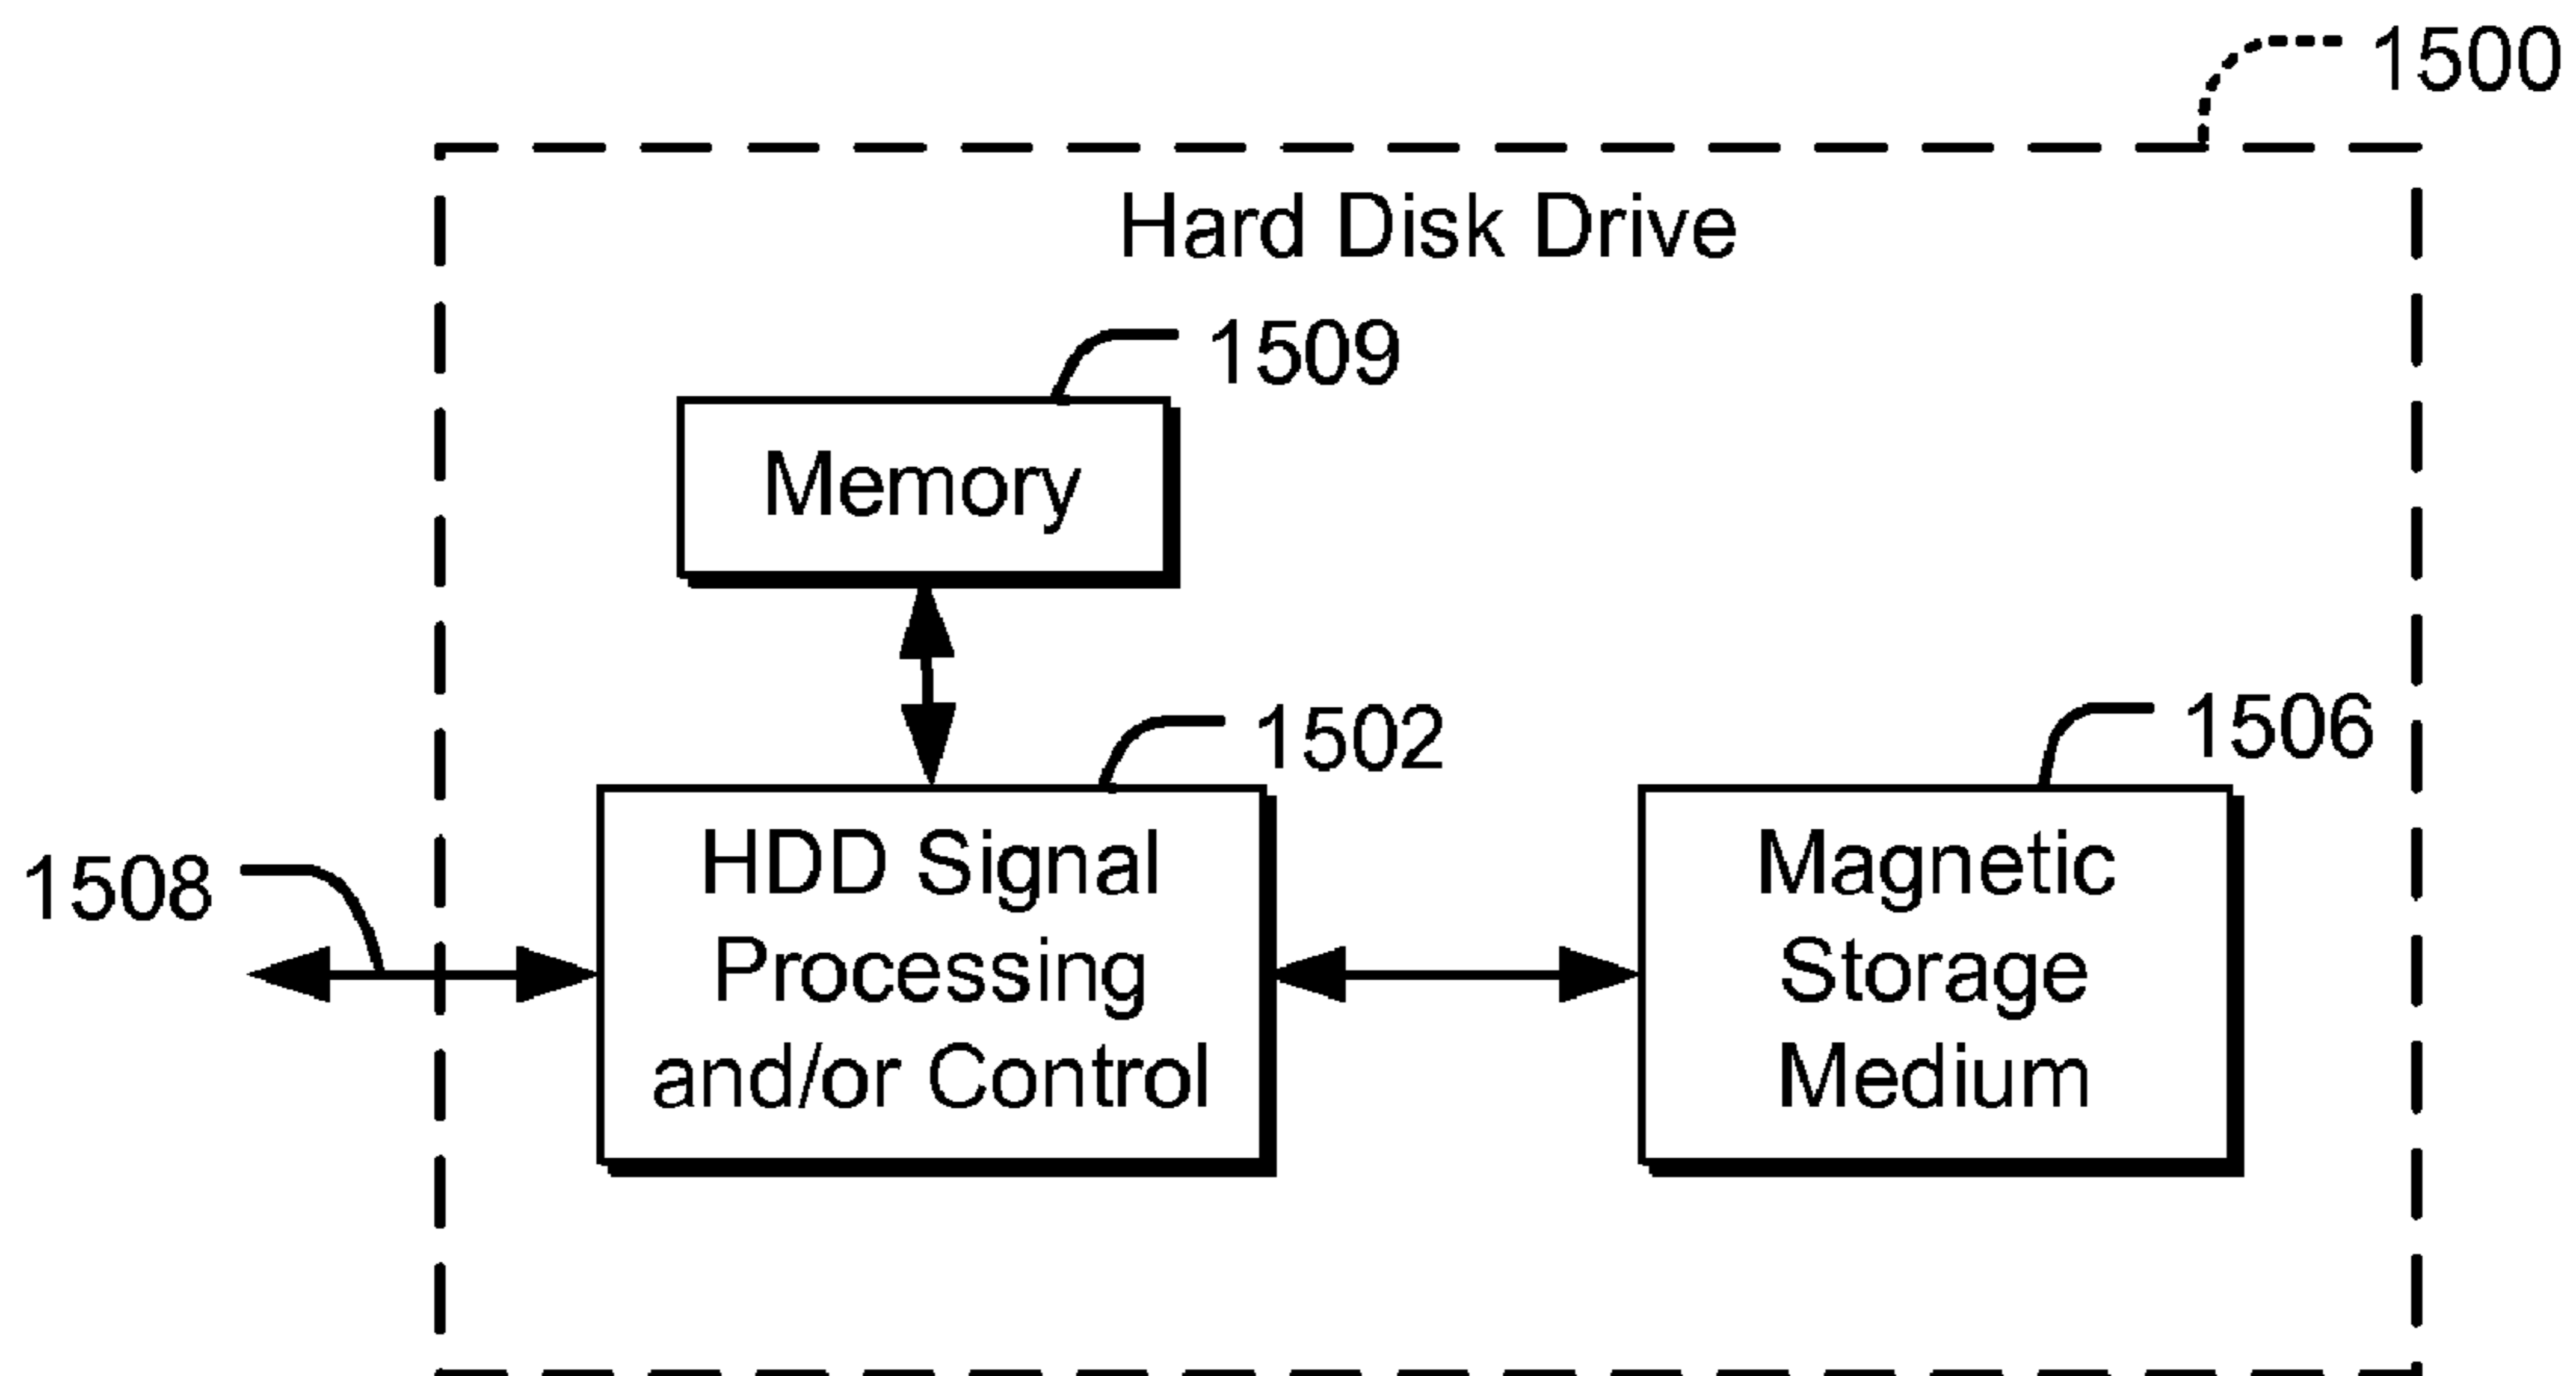 1500
Hard Disk Drive
1509
Memory
1502
1506
1508
HDD Signal
Processing
and/or Control
Magnetic
Storage
Medium